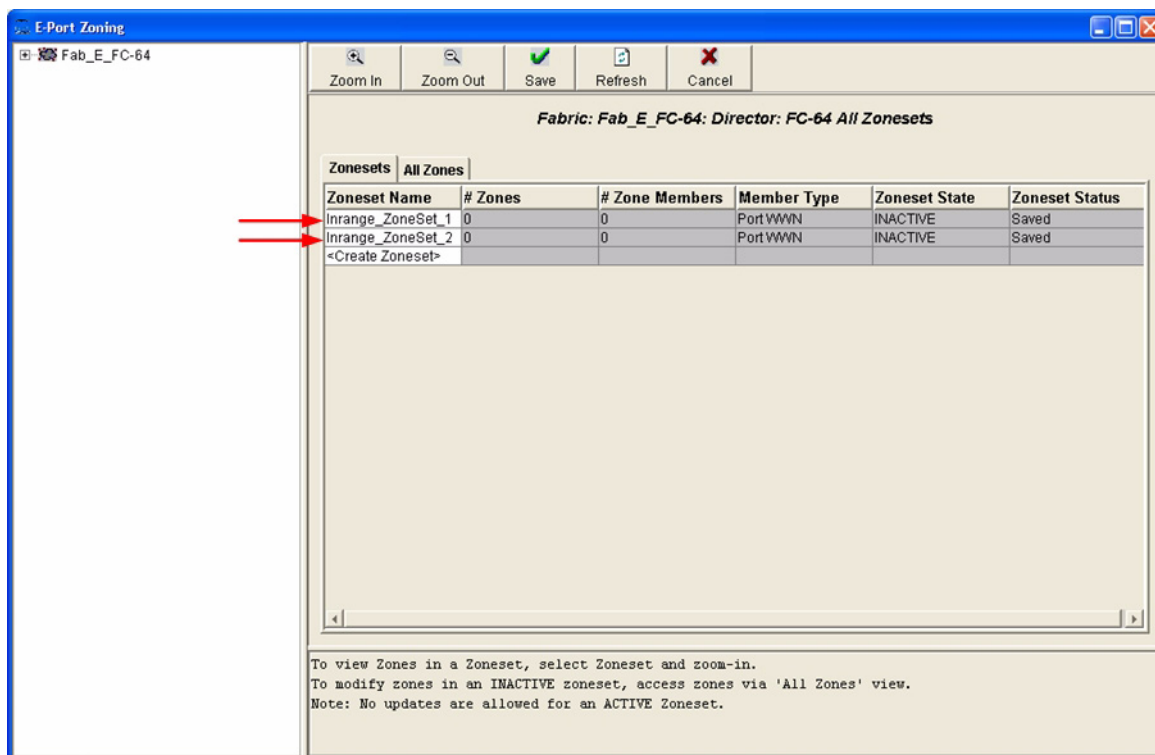 E-Port Zoning
Fab_E_FC-64
Zoom In Zoom Out Save Refresh Cancel
Fabric: Fab_E_FC-64: Director: FC-64 All Zonesets
Zonesets All Zones
Zoneset Name # Zones # Zone Members Member Type Zoneset State Zoneset Status
Inrange_ZoneSet_1 0 0 Port WWN INACTIVE Saved
Inrange_ZoneSet_2 0 0 Port WWN INACTIVE Saved
<Create Zoneset>
To view Zones in a Zoneset, select Zoneset and zoom-in.
To modify zones in an INACTIVE zoneset, access zones via 'All Zones' view.
Note: No updates are allowed for an ACTIVE Zoneset.